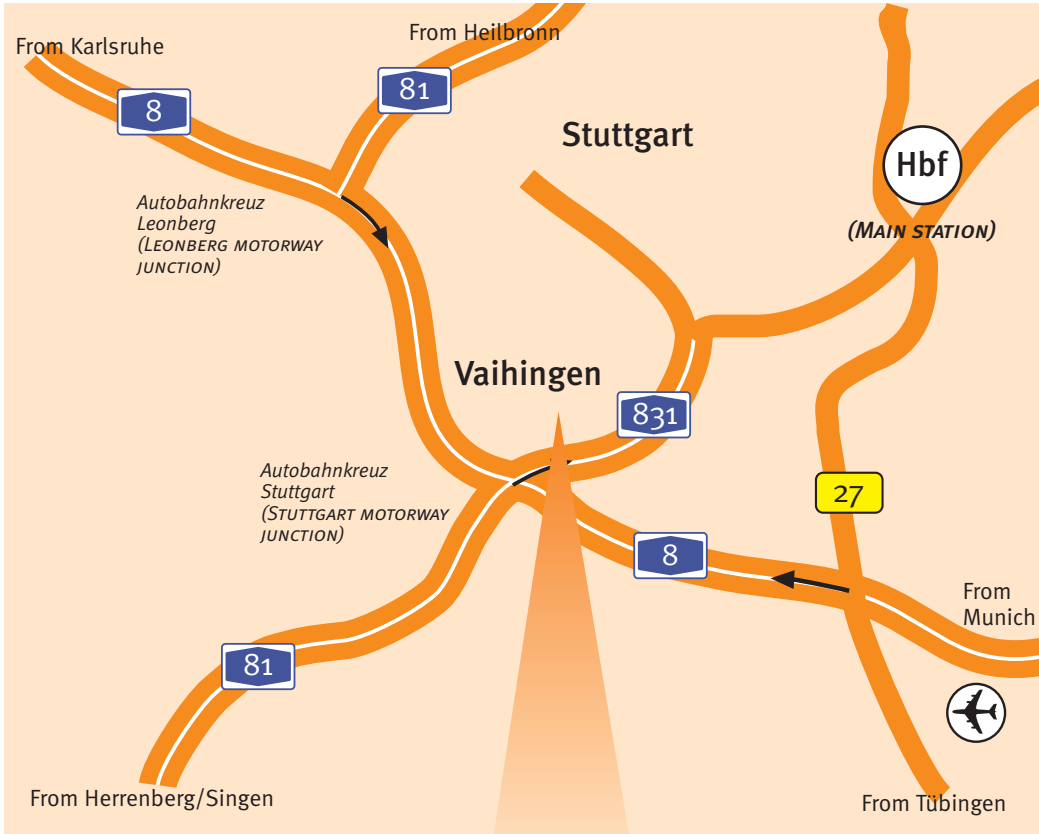 From Karlsruhe
From Heilbronn
8
81
Stuttgart
Hbf
(MAIN STATION)
Autobahnkreuz
Leonberg
(LEONBERG MOTORWAY
JUNCTION)
Vaihingen
831
Autobahnkreuz
Stuttgart
(STUTTGART MOTORWAY
JUNCTION)
27
8
From
Munich
81
From Herrenberg/Singen
From Tübingen